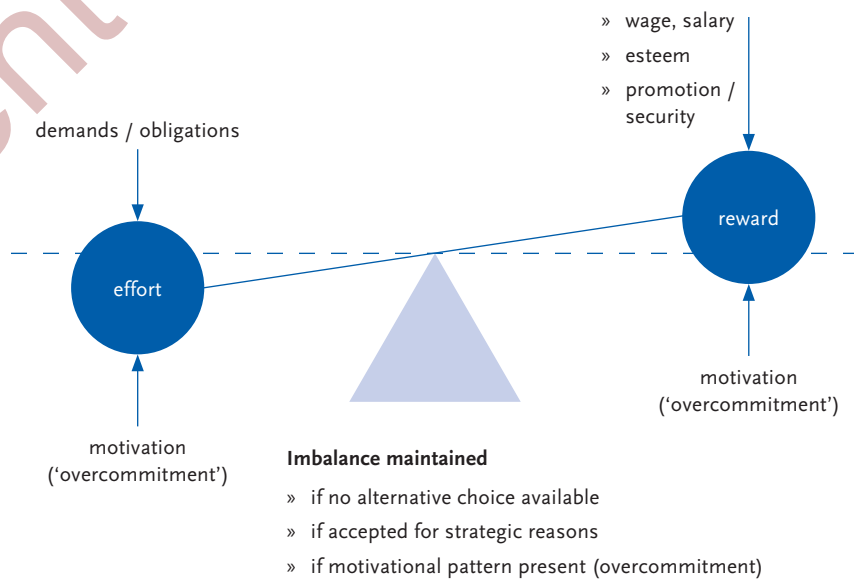 » wage, salary
» esteem
» promotion /
security
demands / obligations
reward
effort
motivation
(‘overcommitment’)
motivation
(‘overcommitment’)
Imbalance maintained
» if no alternative choice available
» if accepted for strategic reasons
» if motivational pattern present (overcommitment)